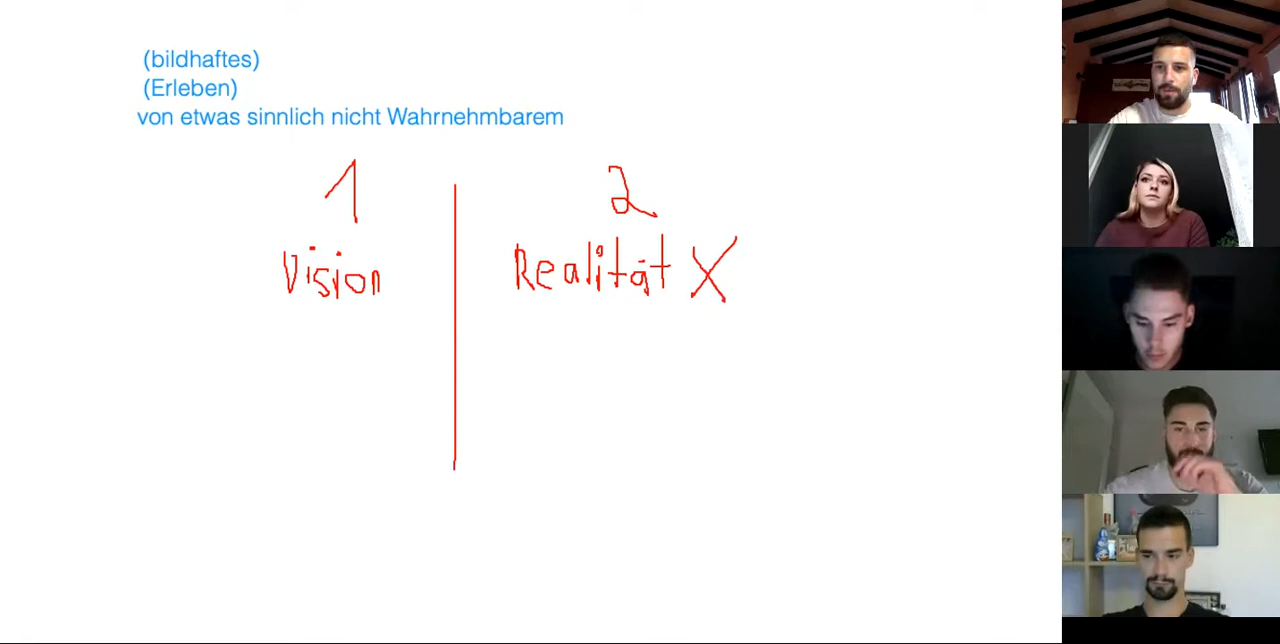 (bildhaftes)
(Erleben)
von etwas sinnlich nicht Wahrnehmbarem
1
2
Vision
Realität X